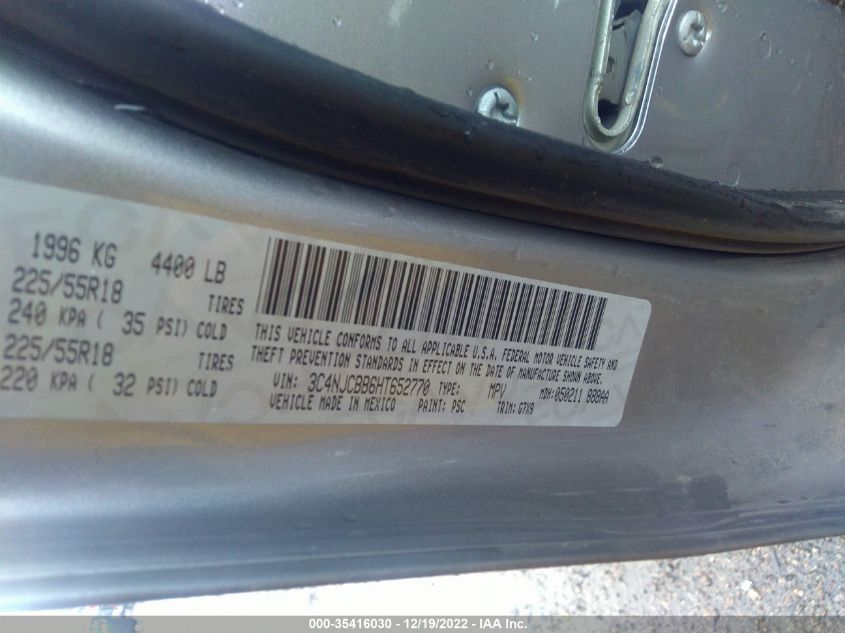 1996 KG 4400 LB
225/55R18 TIRES
240 KPA ( 35 PSI) COLD
225/55R18 TIRES
220 KPA ( 32 PSI) COLD
THIS VEHICLE CONFORMS TO ALL APPLICABLE U.S.A. FEDERAL MOTOR VEHICLE SAFETY AND
THEFT PREVENTION STANDARDS IN EFFECT ON THE DATE OF MANUFACTURE SHOWN ABOVE.
VIN: 3C4NJCBB6HT652770 TYPE: MPV MDH:050211 888AA
VEHICLE MADE IN MEXICO PAINT: PSC TRIM: G7X9
000-35416030 - 12/19/2022 - IAA Inc.